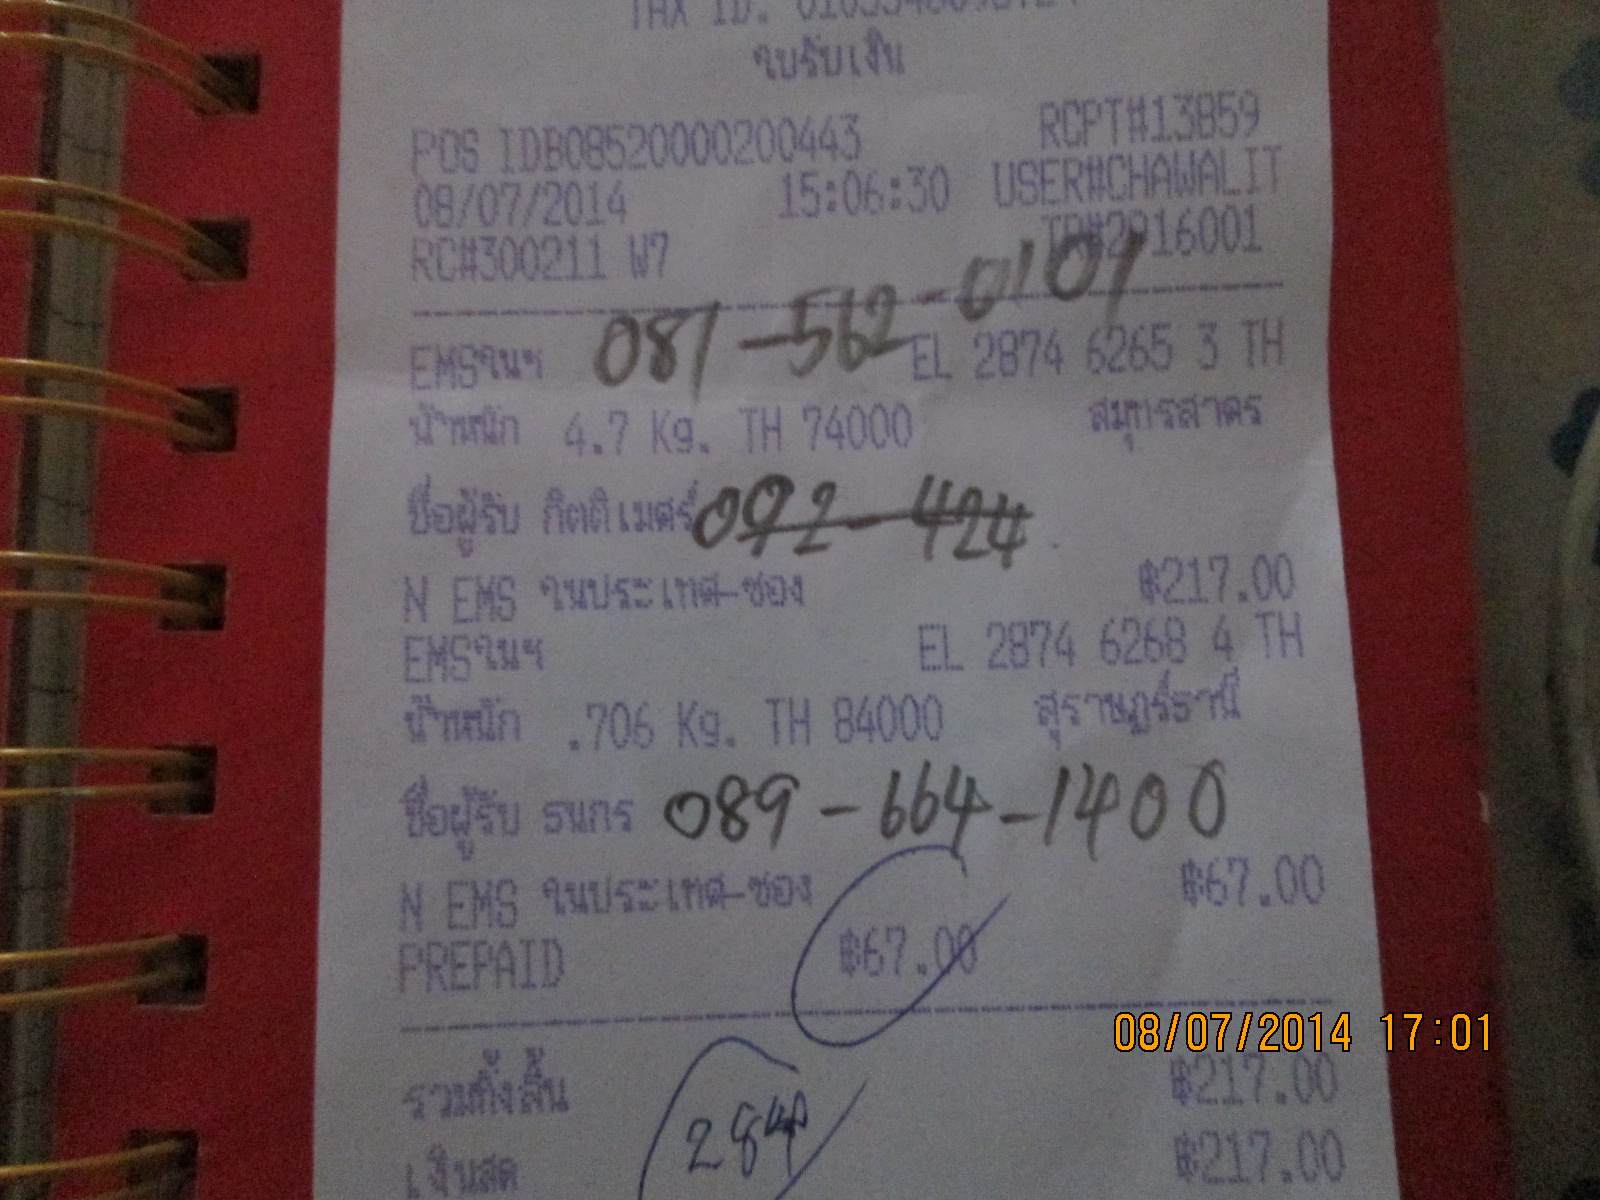 TAX ID.
ใบรับเงิน
POS IDB08520000200443 RCPT#13859
08/07/2014 15:06:30 USER#CHAWALIT
RC#300211 W7 TR#2916001
081-562-0101
EMSในฯ EL 2874 6265 3 TH
น้ำหนัก 4.7 Kg. TH 74000 สมุทรสาคร
ชื่อผู้รับ กิตติเมศร์ 092-424
N EMS ในประเทศ-ซอง ฿217.00
EMSในฯ EL 2874 6268 4 TH
น้ำหนัก .706 Kg. TH 84000 สุราษฎร์ธานี
ชื่อผู้รับ ธนกร 089-664-1400
N EMS ในประเทศ-ซอง ฿67.00
PREPAID ฿67.00
08/07/2014 17:01
รวมทั้งสิ้น ฿217.00
284
เงินสด ฿217.00